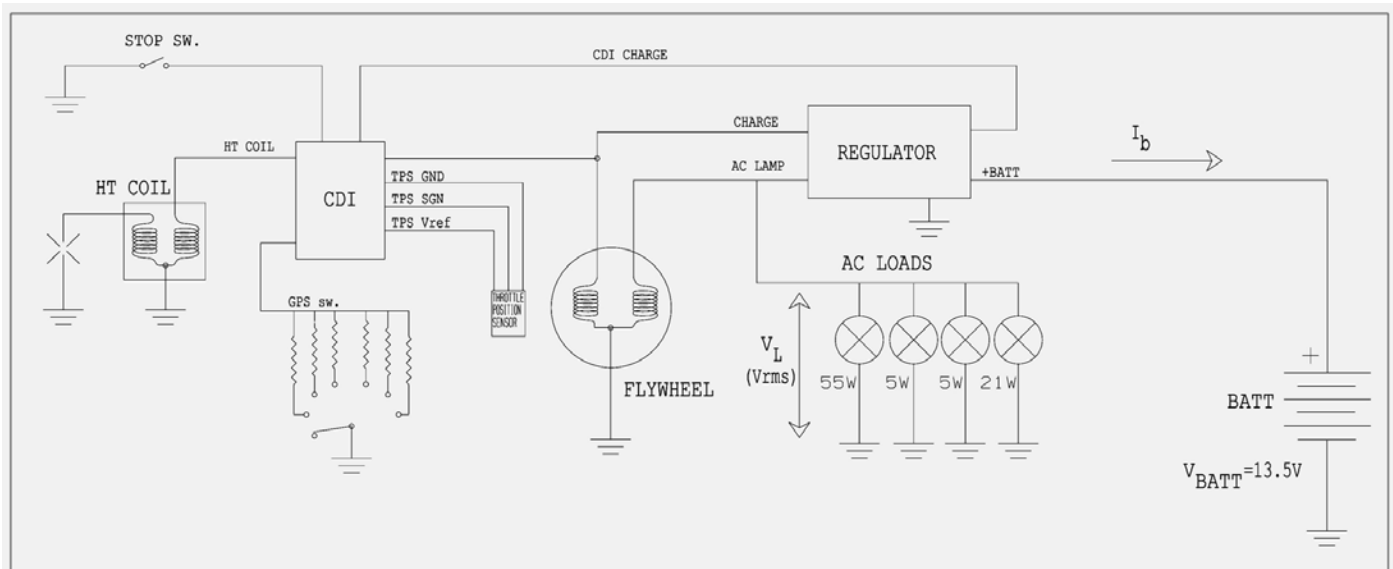 STOP SW.
CDI CHARGE
HT COIL
CHARGE
REGULATOR
I_b
HT COIL
CDI
TPS GND
TPS SGN
TPS Vref
AC LAMP
+BATT
GPS sw.
THROTTLE
POSITION
SENSOR
AC LOADS
V_L
(Vrms)
FLYWHEEL
55W
5W
5W
21W
+
BATT
V_BATT=13.5V